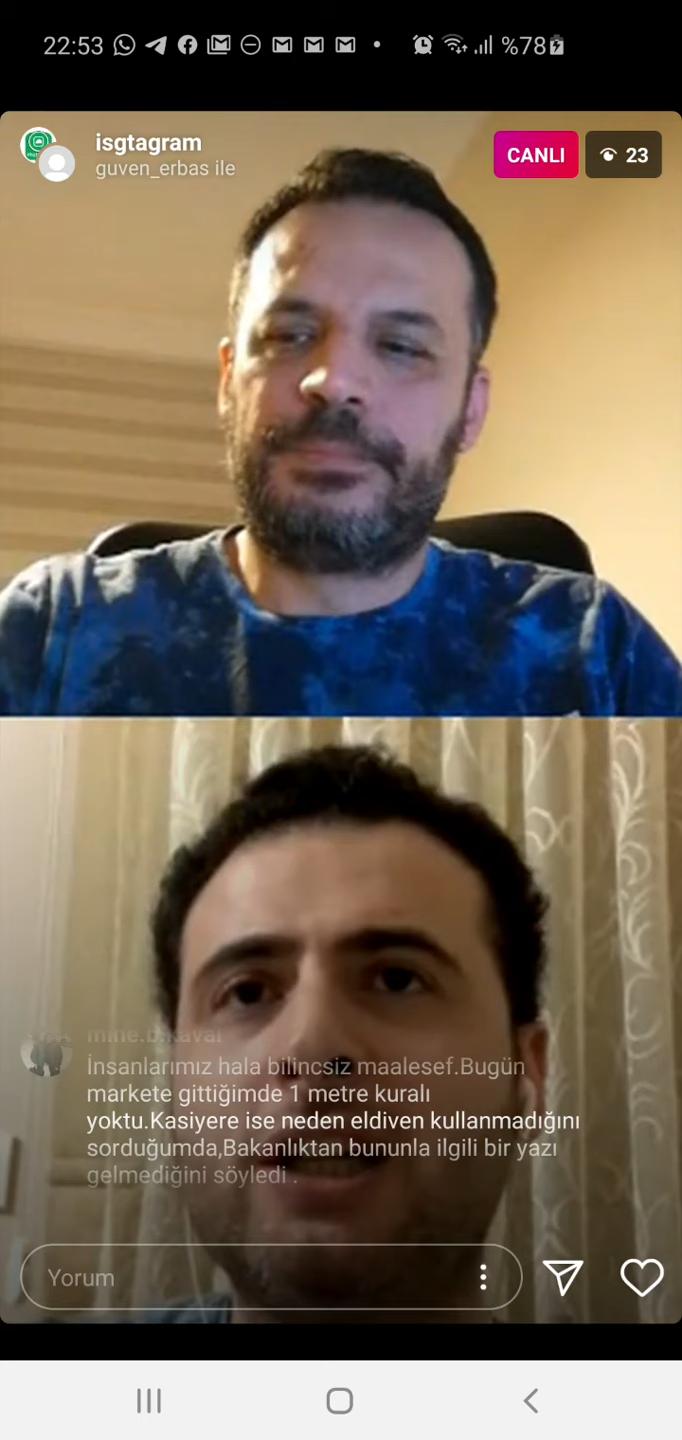 22:53
%78
isgtagram
guven_erbas ile
CANLI
23
İnsanlarımız hala bilincsiz maalesef.Bugün
markete gittiğimde 1 metre kuralı
yoktu.Kasiyere ise neden eldiven kullanmadığını
sorduğumda,Bakanlıktan bununla ilgili bir yazı
gelmediğini söyledi .
Yorum